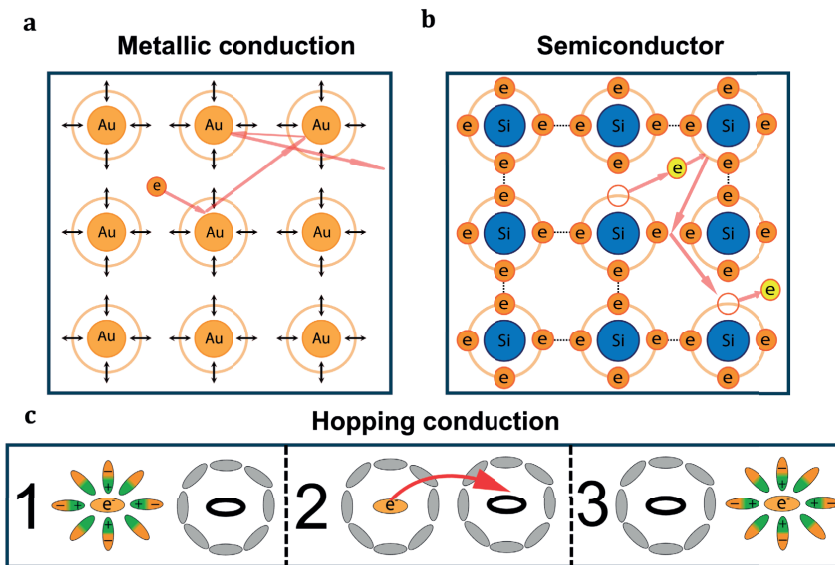 a
Metallic conduction
Au Au Au
e
Au Au Au
Au Au Au
b
Semiconductor
e e e
e Si e e Si e e Si e
e e e
e
e e
e Si e e Si e e Si e
e e e
e
e e
e Si e e Si e e Si e
e e e
c
Hopping conduction
1
−
+
− + e⁻ + −
+
−
2
e⁻
3
−
+
− + e⁻ + −
+
−